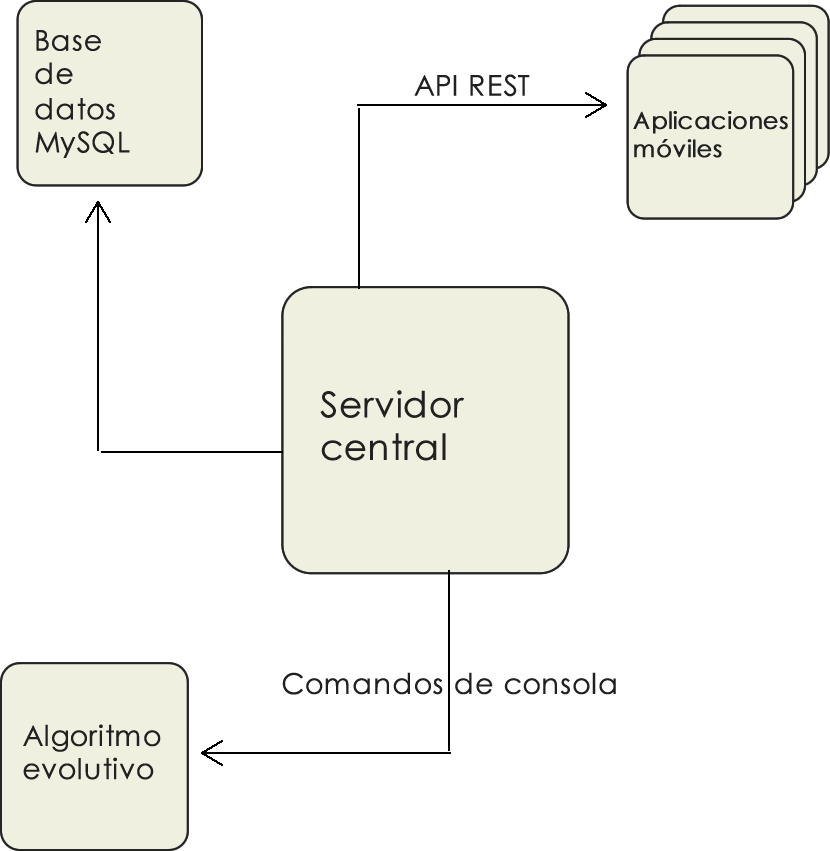 Base
de
datos
MySQL
API REST
Aplicaciones
móviles
Servidor
central
Comandos de consola
Algoritmo
evolutivo